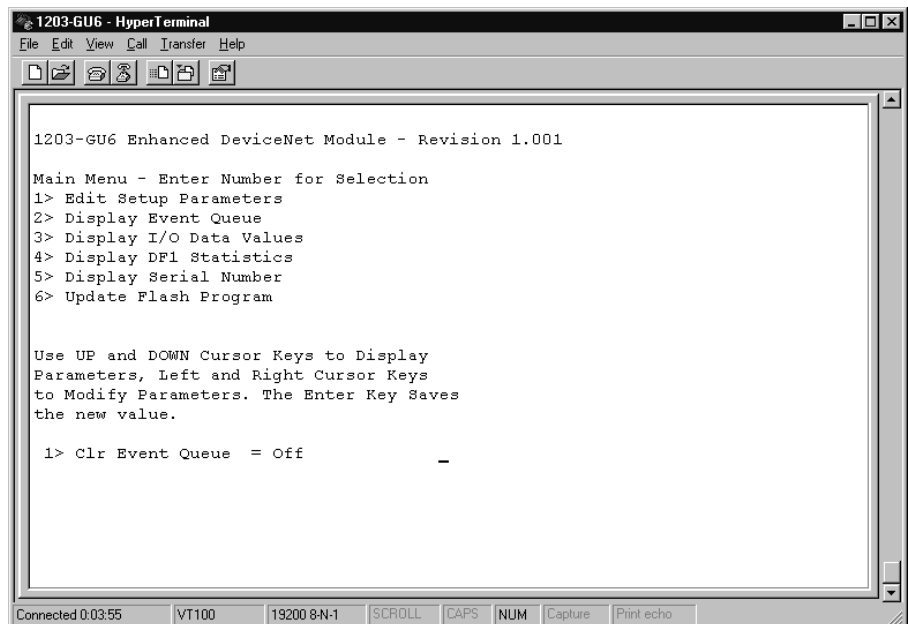 1203-GU6 - HyperTerminal
File Edit View Call Transfer Help
1203-GU6 Enhanced DeviceNet Module - Revision 1.001
Main Menu - Enter Number for Selection
1> Edit Setup Parameters
2> Display Event Queue
3> Display I/O Data Values
4> Display DF1 Statistics
5> Display Serial Number
6> Update Flash Program
Use UP and DOWN Cursor Keys to Display
Parameters, Left and Right Cursor Keys
to Modify Parameters. The Enter Key Saves
the new value.
1> Clr Event Queue = Off
Connected 0:03:55 VT100 19200 8-N-1 SCROLL CAPS NUM Capture Print echo